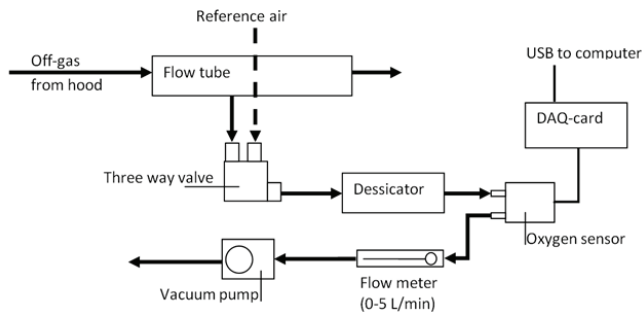 Reference air
Off-gas
from hood
Flow tube
USB to computer
DAQ-card
Three way valve
Dessicator
Oxygen sensor
Vacuum pump
Flow meter
(0-5 L/min)